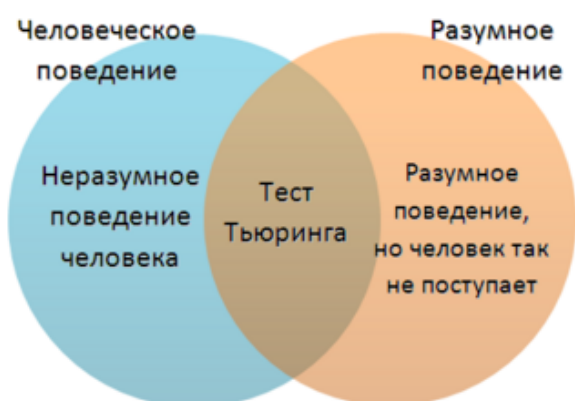 Человеческое
поведение
Разумное
поведение
Неразумное
поведение
человека
Тест
Тьюринга
Разумное
поведение,
но человек так
не поступает